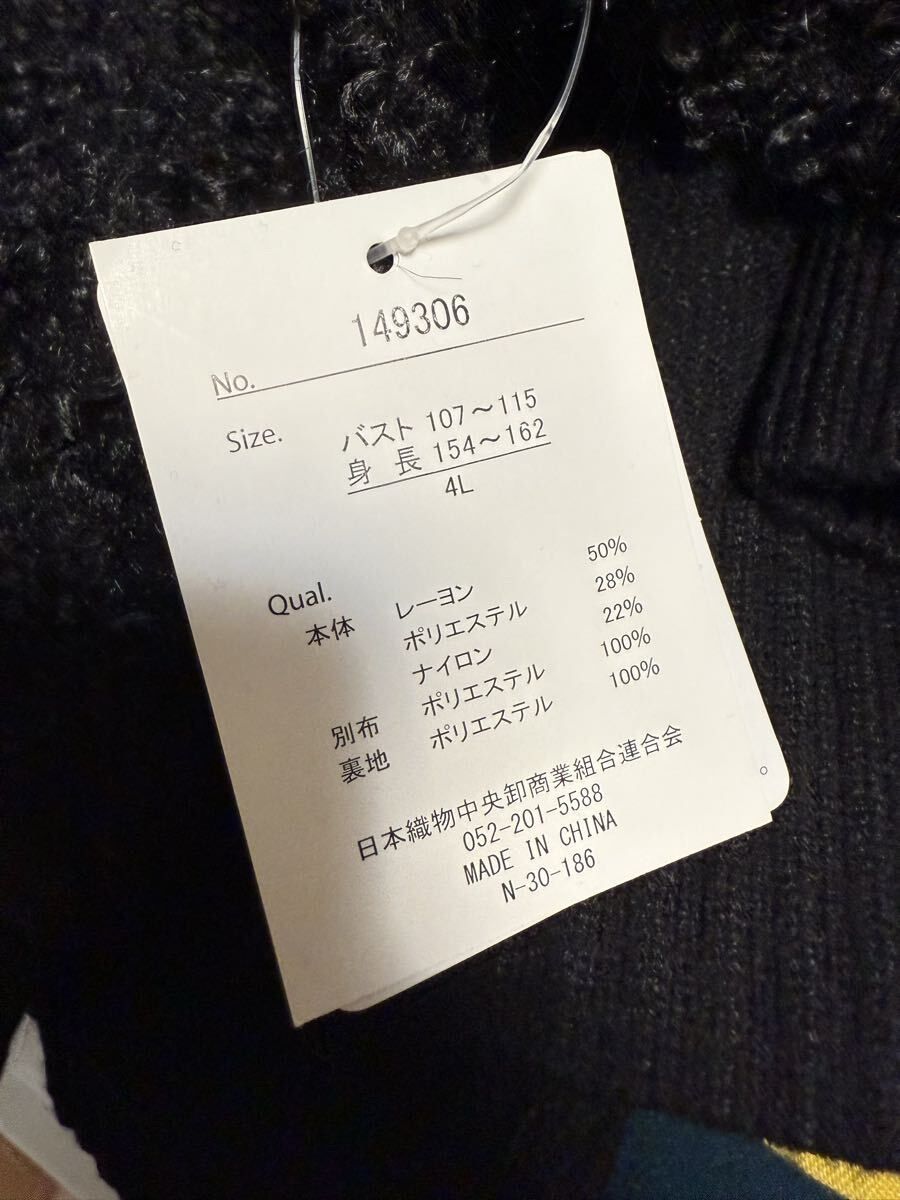 149306
No.
Size. バスト 107～115
身長 154～162
4L
Qual.
本体 レーヨン 50%
ポリエステル 28%
ナイロン 22%
別布 ポリエステル 100%
裏地 ポリエステル 100%
日本織物中央卸商業組合連合会
052-201-5588
MADE IN CHINA
N-30-186